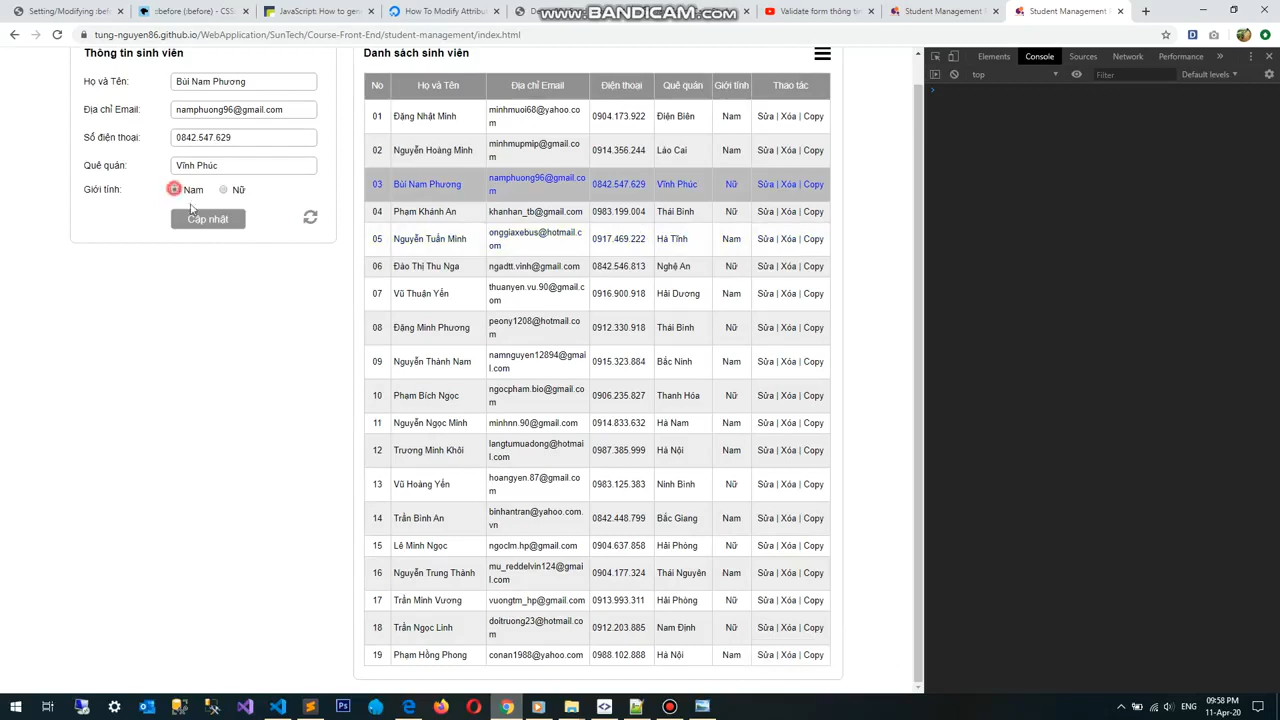 Setting up before/after
x:before (before) - CSS:
JavaScript: How to gen
How To Modify Attribu
www.BANDICAM.com
Validate form thông tin
Student Management
Student Management
tung-nguyen86.github.io/WebApplication/SunTech/Course-Front-End/student-management/index.html
Elements Console Sources Network Performance »
top Filter Default levels
Thông tin sinh viên
Họ và Tên: Bùi Nam Phương
Địa chỉ Email: namphuong96@gmail.com
Số điện thoại: 0842.547.629
Quê quán: Vĩnh Phúc
Giới tính: Nam Nữ
Cập nhật
Danh sách sinh viên
No Họ và Tên Địa chỉ Email Điện thoại Quê quán Giới tính Thao tác
01 Đặng Nhật Minh minhmuoi68@yahoo.co
m 0904.173.922 Điện Biên Nam Sửa | Xóa | Copy
02 Nguyễn Hoàng Minh minhmupmip@gmail.co
m 0914.356.244 Lào Cai Nam Sửa | Xóa | Copy
03 Bùi Nam Phương namphuong96@gmail.co
m 0842.547.629 Vĩnh Phúc Nữ Sửa | Xóa | Copy
04 Phạm Khánh An khanhan_tb@gmail.com 0983.199.004 Thái Bình Nữ Sửa | Xóa | Copy
05 Nguyễn Tuấn Minh onggiaxebus@hotmail.c
om 0917.469.222 Hà Tĩnh Nam Sửa | Xóa | Copy
06 Đào Thị Thu Nga ngadtt.vinh@gmail.com 0842.546.813 Nghệ An Nữ Sửa | Xóa | Copy
07 Vũ Thuận Yến thuanyen.vu.90@gmail.c
om 0916.900.918 Hải Dương Nam Sửa | Xóa | Copy
08 Đặng Minh Phương peony1208@hotmail.co
m 0912.330.918 Thái Bình Nữ Sửa | Xóa | Copy
09 Nguyễn Thành Nam namnguyen12894@gmai
l.com 0915.323.884 Bắc Ninh Nam Sửa | Xóa | Copy
10 Phạm Bích Ngọc ngocpham.bio@gmail.co
m 0906.235.827 Thanh Hóa Nữ Sửa | Xóa | Copy
11 Nguyễn Ngọc Minh minhnn.90@gmail.com 0914.833.632 Hà Nam Nam Sửa | Xóa | Copy
12 Trương Minh Khôi langtumuadong@hotmai
l.com 0987.385.999 Hà Nội Nam Sửa | Xóa | Copy
13 Vũ Hoàng Yến hoangyen.87@gmail.co
m 0983.125.383 Ninh Bình Nữ Sửa | Xóa | Copy
14 Trần Bình An binhantran@yahoo.com.
vn 0842.448.799 Bắc Giang Nam Sửa | Xóa | Copy
15 Lê Minh Ngọc ngoclm.hp@gmail.com 0904.637.858 Hải Phòng Nữ Sửa | Xóa | Copy
16 Nguyễn Trung Thành mu_reddelvin124@gmai
l.com 0904.177.324 Thái Nguyên Nam Sửa | Xóa | Copy
17 Trần Minh Vương vuongtm_hp@gmail.com 0913.993.311 Hải Phòng Nữ Sửa | Xóa | Copy
18 Trần Ngọc Linh doitruong23@hotmail.co
m 0912.203.885 Nam Định Nữ Sửa | Xóa | Copy
19 Phạm Hồng Phong conan1988@yahoo.com 0988.102.888 Hà Nội Nam Sửa | Xóa | Copy
ENG
09:58 PM
11-Apr-20